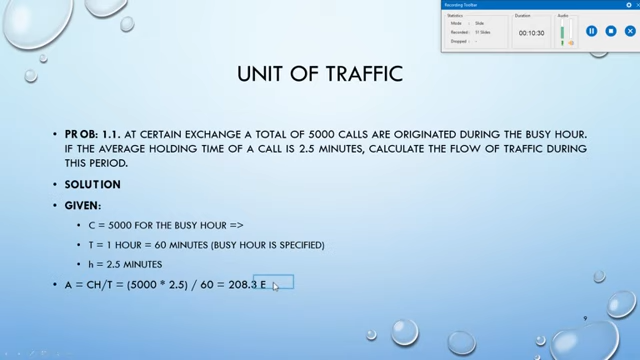 Recording Toolbar
Statistics
Duration
Audio
Mode : Slide
Recorded : 11 Slides
Dropped : -
00:10:30
UNIT OF TRAFFIC
• PROB: 1.1. AT CERTAIN EXCHANGE A TOTAL OF 5000 CALLS ARE ORIGINATED DURING THE BUSY HOUR.
IF THE AVERAGE HOLDING TIME OF A CALL IS 2.5 MINUTES, CALCULATE THE FLOW OF TRAFFIC DURING
THIS PERIOD.
• SOLUTION
• GIVEN:
• C = 5000 FOR THE BUSY HOUR =>
• T = 1 HOUR = 60 MINUTES (BUSY HOUR IS SPECIFIED)
• h = 2.5 MINUTES
• A = CH/T = (5000 * 2.5) / 60 = 208.3 E
9